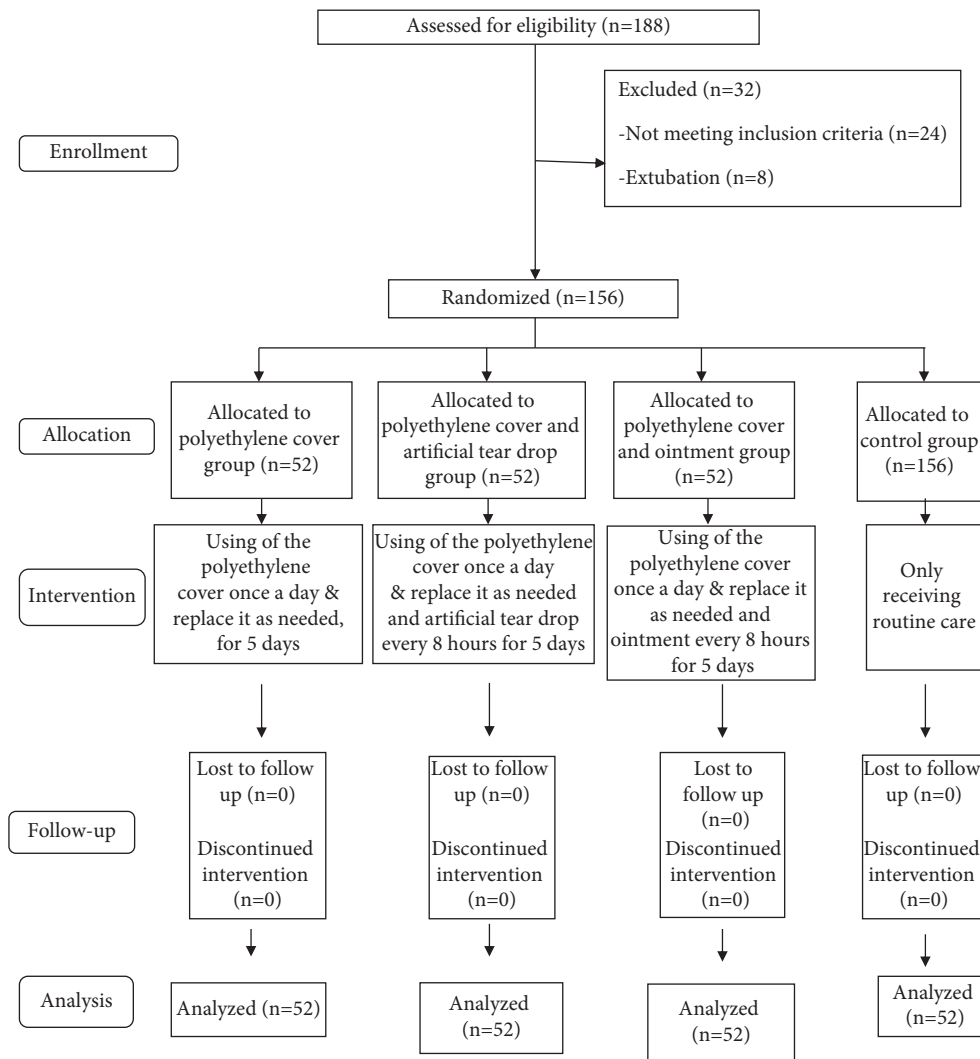 Assessed for eligibility (n=188)
Excluded (n=32)
-Not meeting inclusion criteria (n=24)
-Extubation (n=8)
Enrollment
Randomized (n=156)
Allocation
Allocated to
polyethylene cover
group (n=52)
Allocated to
polyethylene cover and
artificial tear drop
group (n=52)
Allocated to
polyethylene cover
and ointment group
(n=52)
Allocated to
control group
(n=156)
Intervention
Using of the
polyethylene
cover once a day &
replace it as needed,
for 5 days
Using of the polyethylene
cover once a day
& replace it as needed
and artificial tear drop
every 8 hours for 5 days
Using of the
polyethylene cover
once a day & replace it
as needed and
ointment every 8 hours
for 5 days
Only
receiving
routine care
Follow-up
Lost to follow
up (n=0)
Discontinued
intervention
(n=0)
Lost to follow
up (n=0)
Discontinued
intervention
(n=0)
Lost to
follow up
(n=0)
Discontinued
intervention
(n=0)
Lost to follow
up (n=0)
Discontinued
intervention
(n=0)
Analysis
Analyzed (n=52)
Analyzed
(n=52)
Analyzed
(n=52)
Analyzed
(n=52)